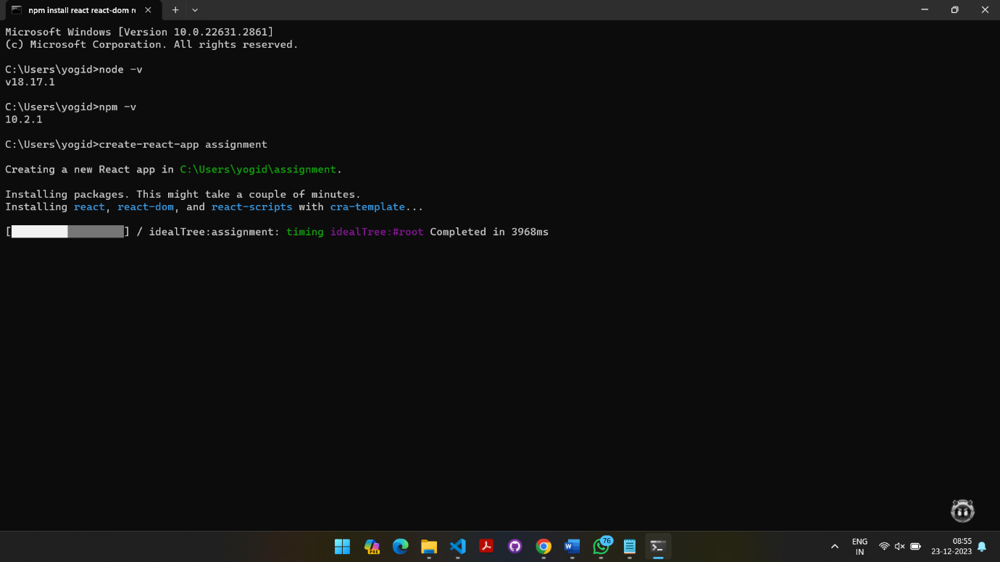 npm install react react-dom re
Microsoft Windows [Version 10.0.22631.2861]
(c) Microsoft Corporation. All rights reserved.
C:\Users\yogid>node -v
v18.17.1
C:\Users\yogid>npm -v
10.2.1
C:\Users\yogid>create-react-app assignment
Creating a new React app in C:\Users\yogid\assignment.
Installing packages. This might take a couple of minutes.
Installing react, react-dom, and react-scripts with cra-template...
[] / idealTree:assignment: timing idealTree:#root Completed in 3968ms
PRE
W
76
ENG
IN
08:55
23-12-2023